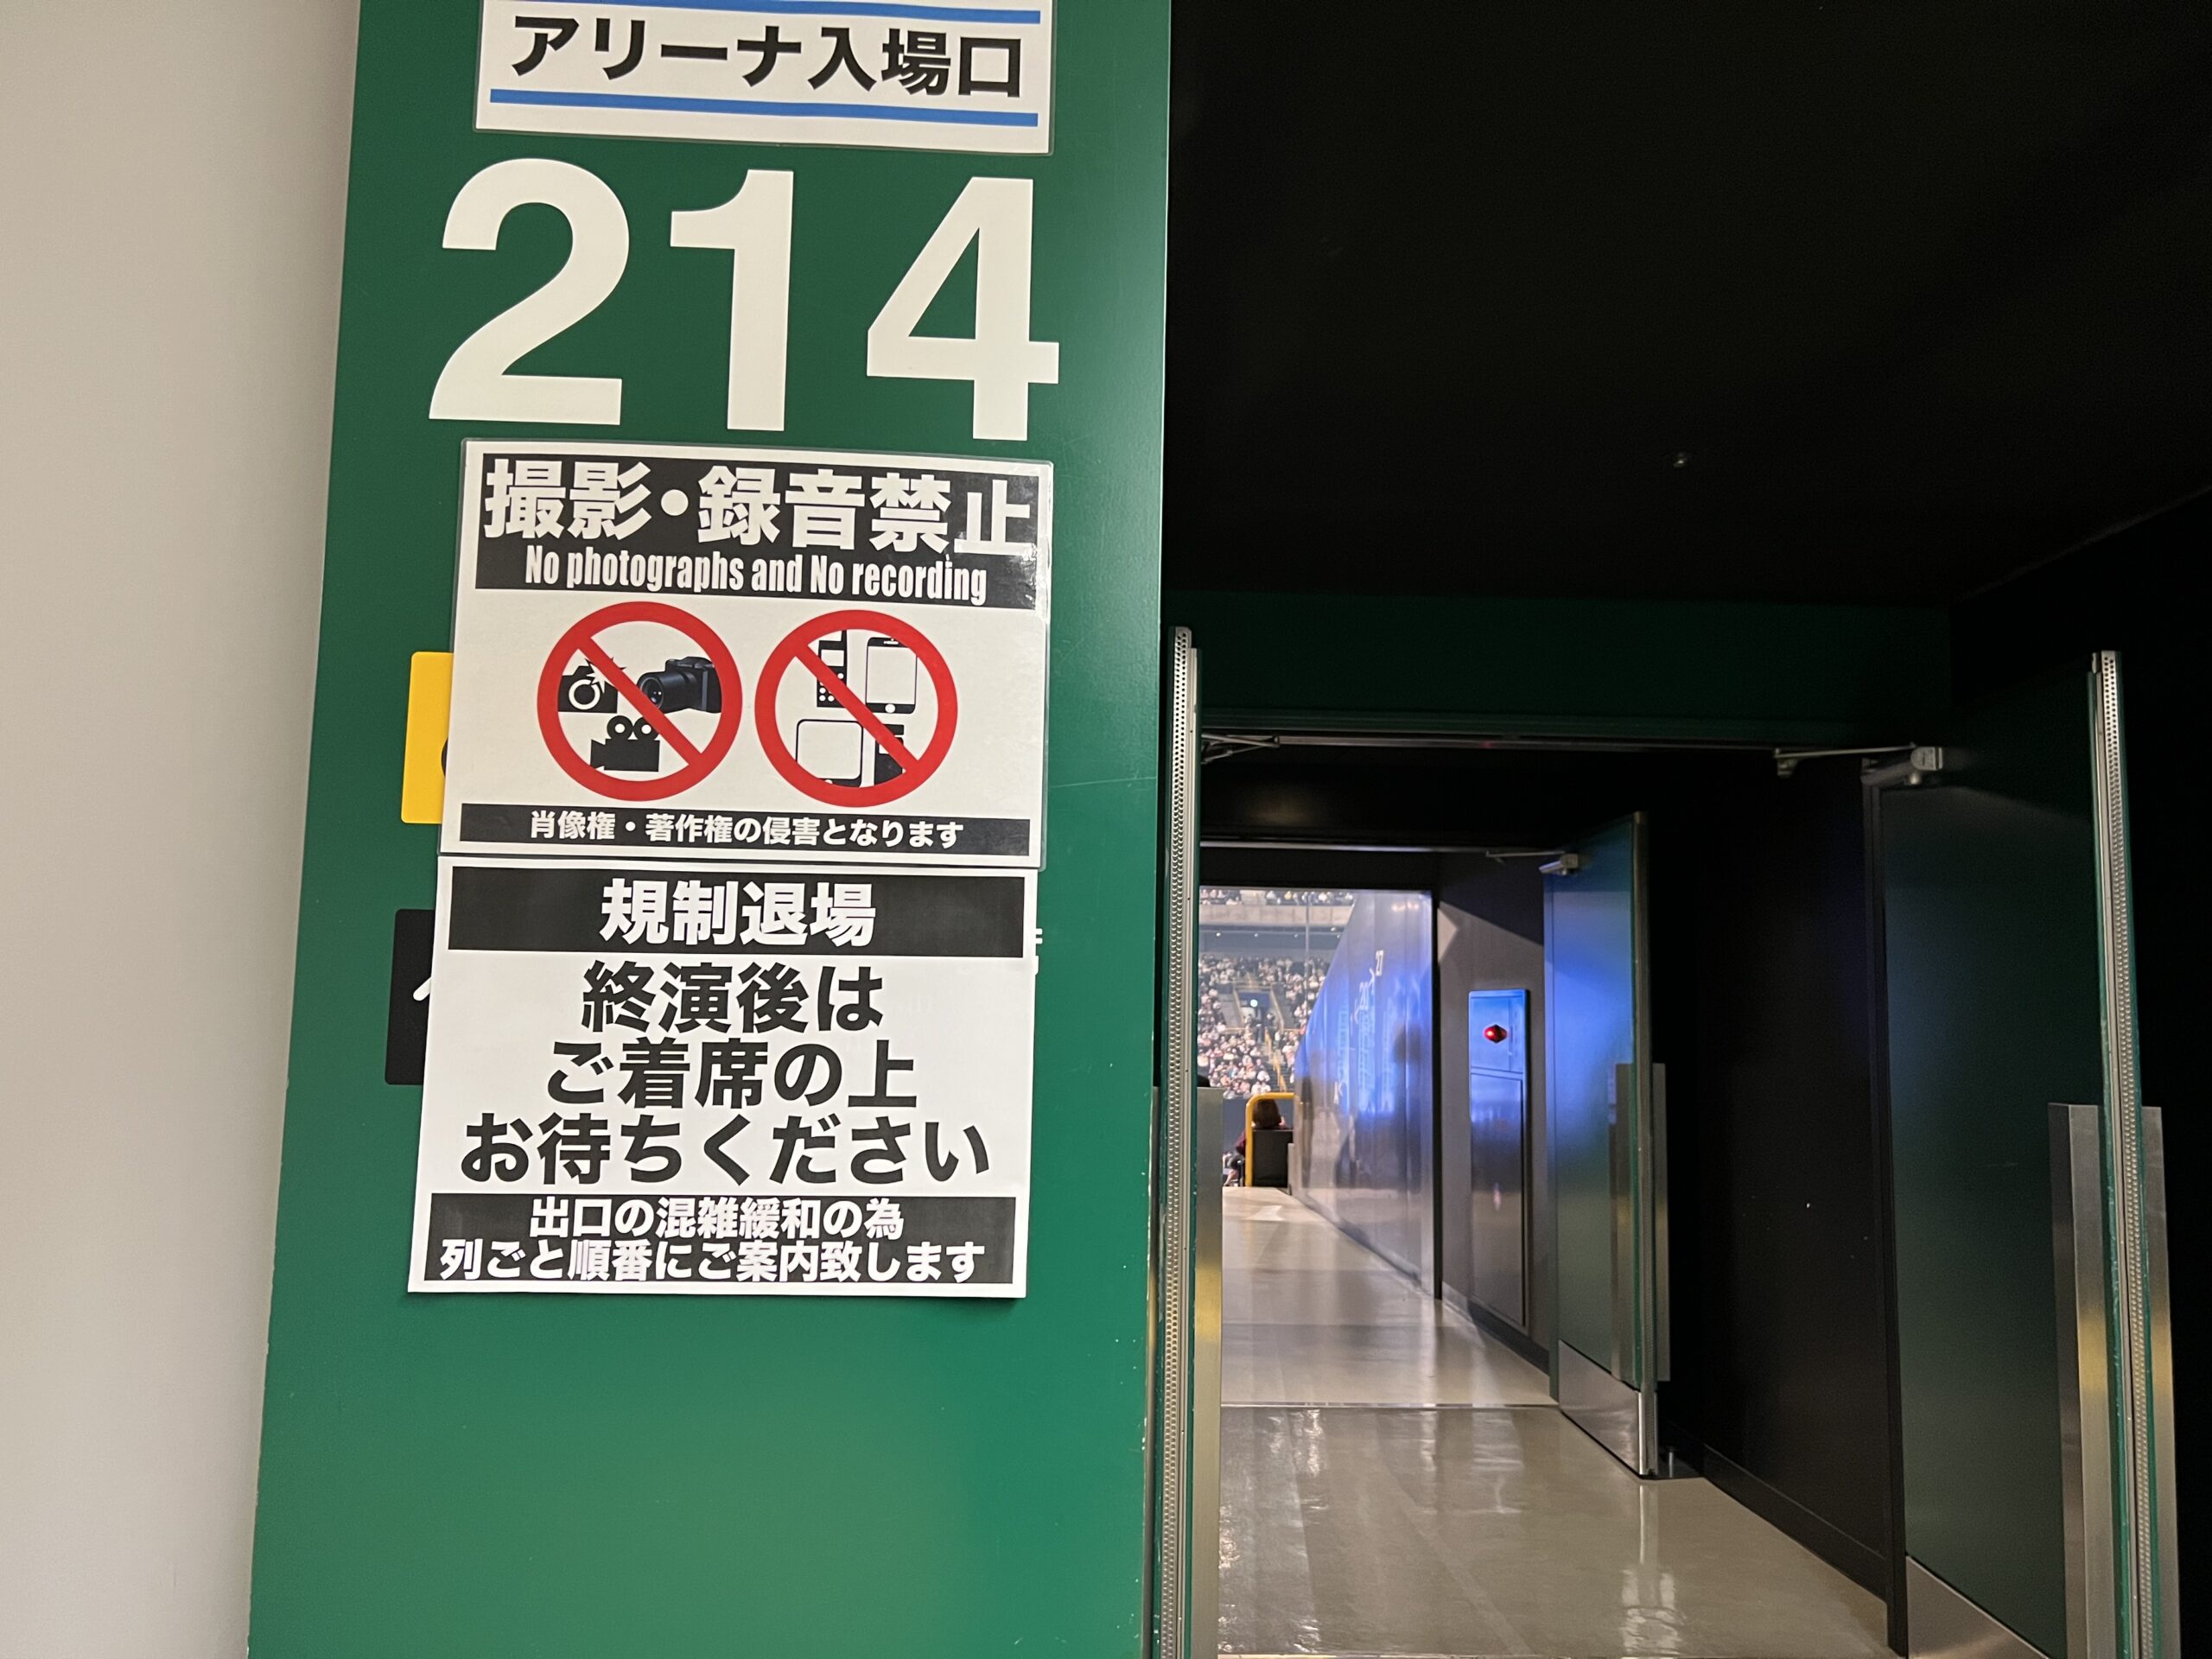 アリーナ入場口
214
撮影・録音禁止
No photographs and No recording
肖像権・著作権の侵害となります
規制退場
終演後は
ご着席の上
お待ちください
出口の混雑緩和の為
列ごと順番にご案内致します